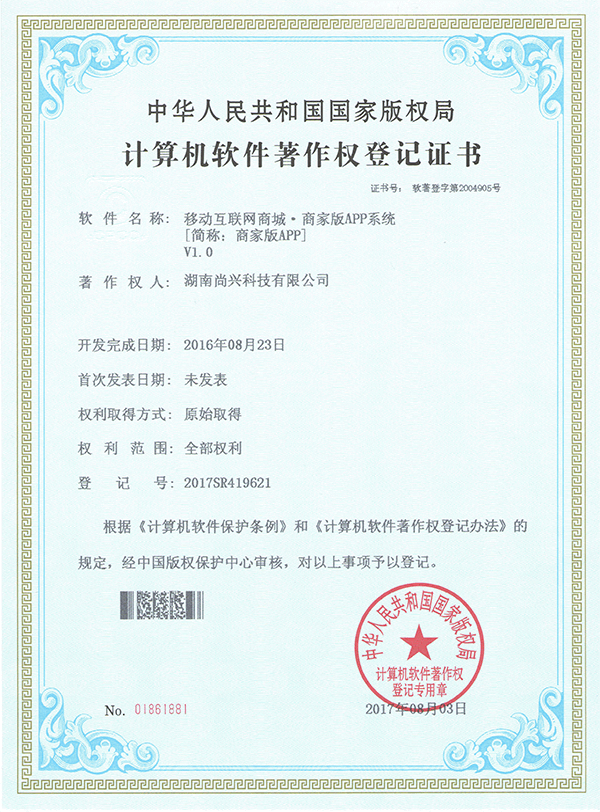 中华人民共和国国家版权局
计算机软件著作权登记证书
证书号： 软著登字第2004905号
软件名称： 移动互联网商城·商家版APP系统
[简称：商家版APP]
V1.0
著作权人： 湖南尚兴科技有限公司
开发完成日期： 2016年08月23日
首次发表日期： 未发表
权利取得方式： 原始取得
权利范围： 全部权利
登记号： 2017SR419621
根据《计算机软件保护条例》和《计算机软件著作权登记办法》的
规定，经中国版权保护中心审核，对以上事项予以登记。
中华人民共和国国家版权局
计算机软件著作权
登记专用章
No. 01861881
2017年08月03日